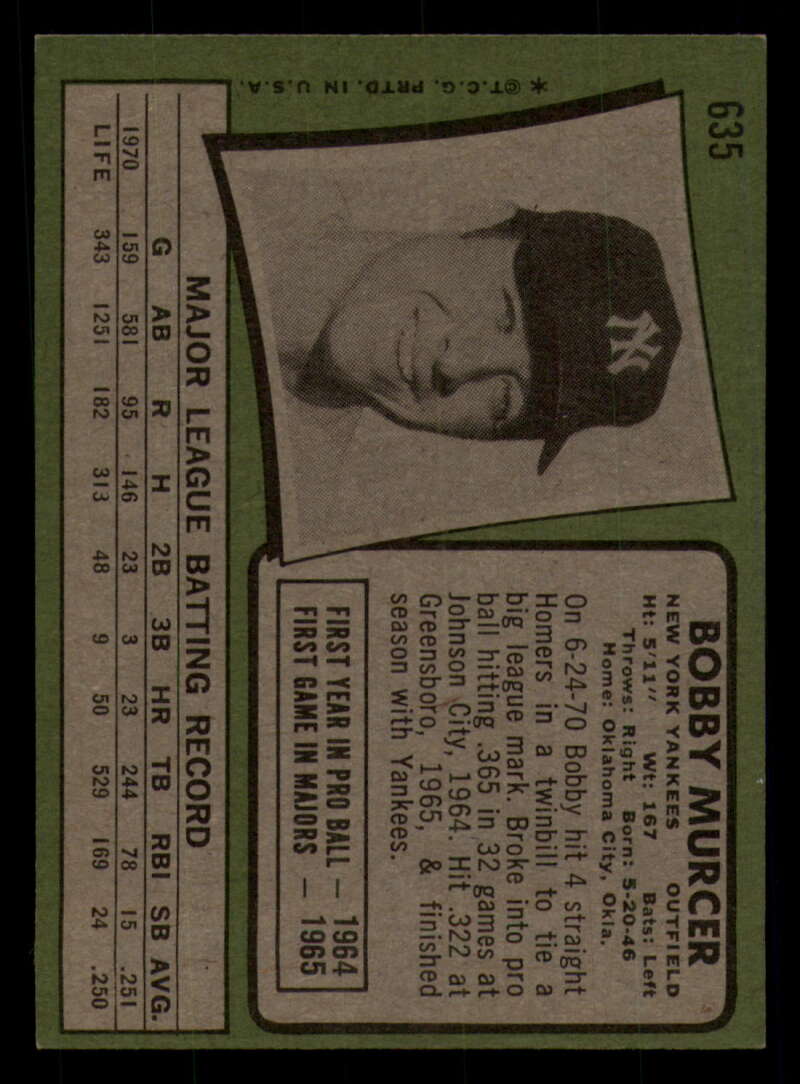 635
* © T.C.G. PRTD. IN U.S.A.
NY
BOBBY MURCER
NEW YORK YANKEES OUTFIELD
Ht: 5'11" Wt: 167 Bats: Left
Throws: Right Born: 5-20-46
Home: Oklahoma City, Okla.
On 6-24-70 Bobby hit 4 straight
Homers in a twinbill to tie a
big league mark. Broke into pro
ball hitting .365 in 32 games at
Johnson City, 1964. Hit .322 at
Greensboro, 1965, & finished
season with Yankees.
FIRST YEAR IN PRO BALL — 1964
FIRST GAME IN MAJORS — 1965
MAJOR LEAGUE BATTING RECORD
G AB R H 2B 3B HR TB RBI SB AVG.
1970 159 581 95 146 23 3 23 244 78 15 .251
LIFE 343 1251 182 313 48 9 50 529 169 24 .250